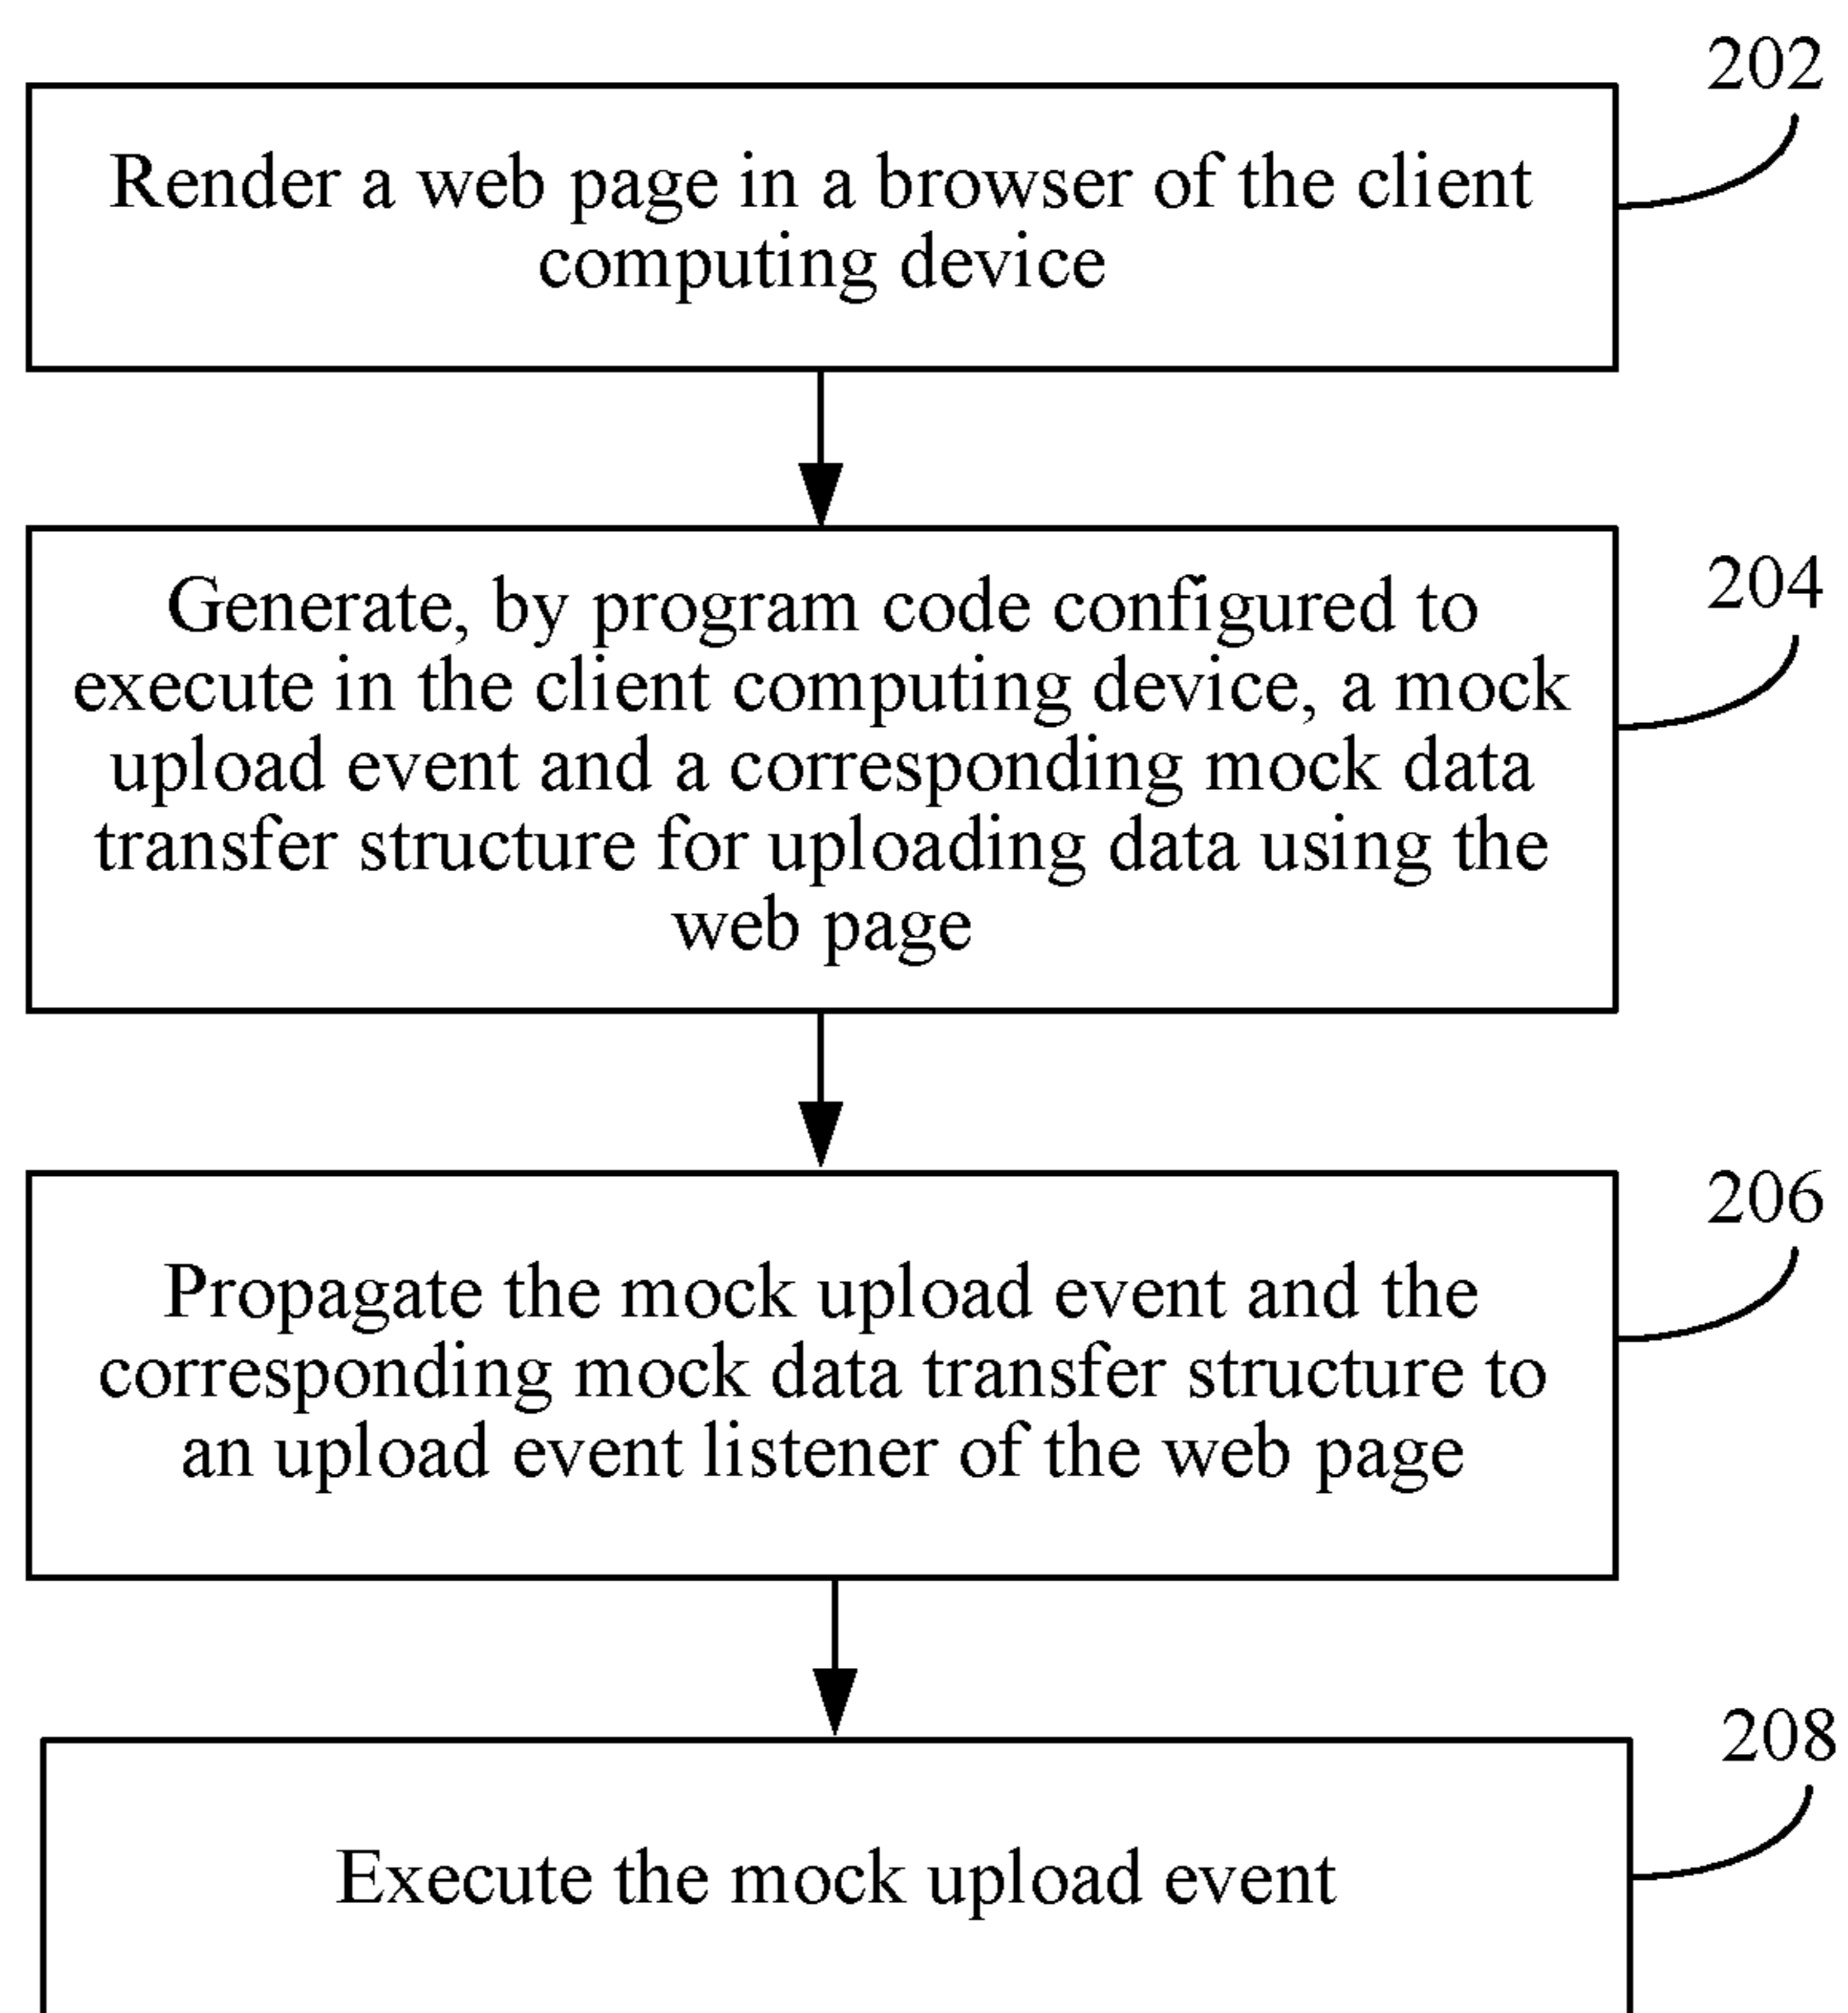 202
Render a web page in a browser of the client
computing device
204
Generate, by program code configured to
execute in the client computing device, a mock
upload event and a corresponding mock data
transfer structure for uploading data using the
web page
206
Propagate the mock upload event and the
corresponding mock data transfer structure to
an upload event listener of the web page
208
Execute the mock upload event